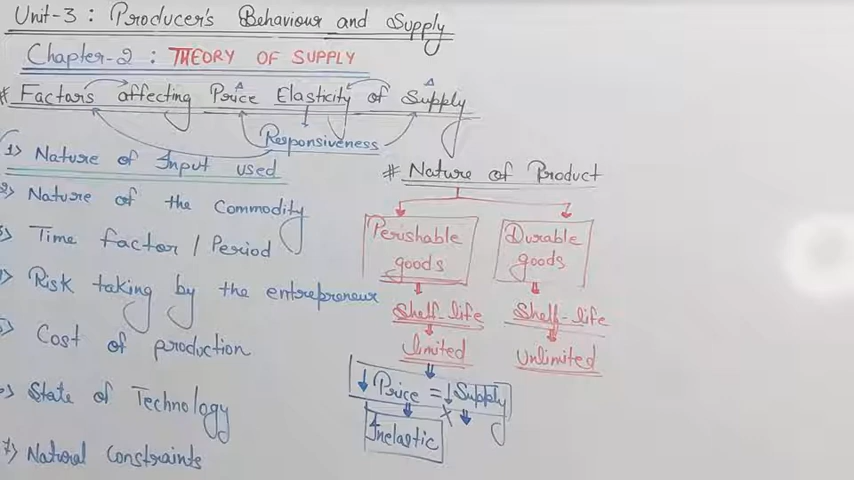 Unit-3 : Producer's Behaviour and Supply
Chapter-2 : THEORY OF SUPPLY
# Factors affecting Price Elasticity of Supply
Responsiveness
1) Nature of Input used
2) Nature of the Commodity
3) Time factor / Period
4) Risk taking by the entrepreneur
5) Cost of production
6) State of Technology
7) Natural constraints
# Nature of Product
Perishable goods
Durable goods
Shelf-life
Shelf-life
limited
Unlimited
↓ Price = ↓ Supply
Inelastic